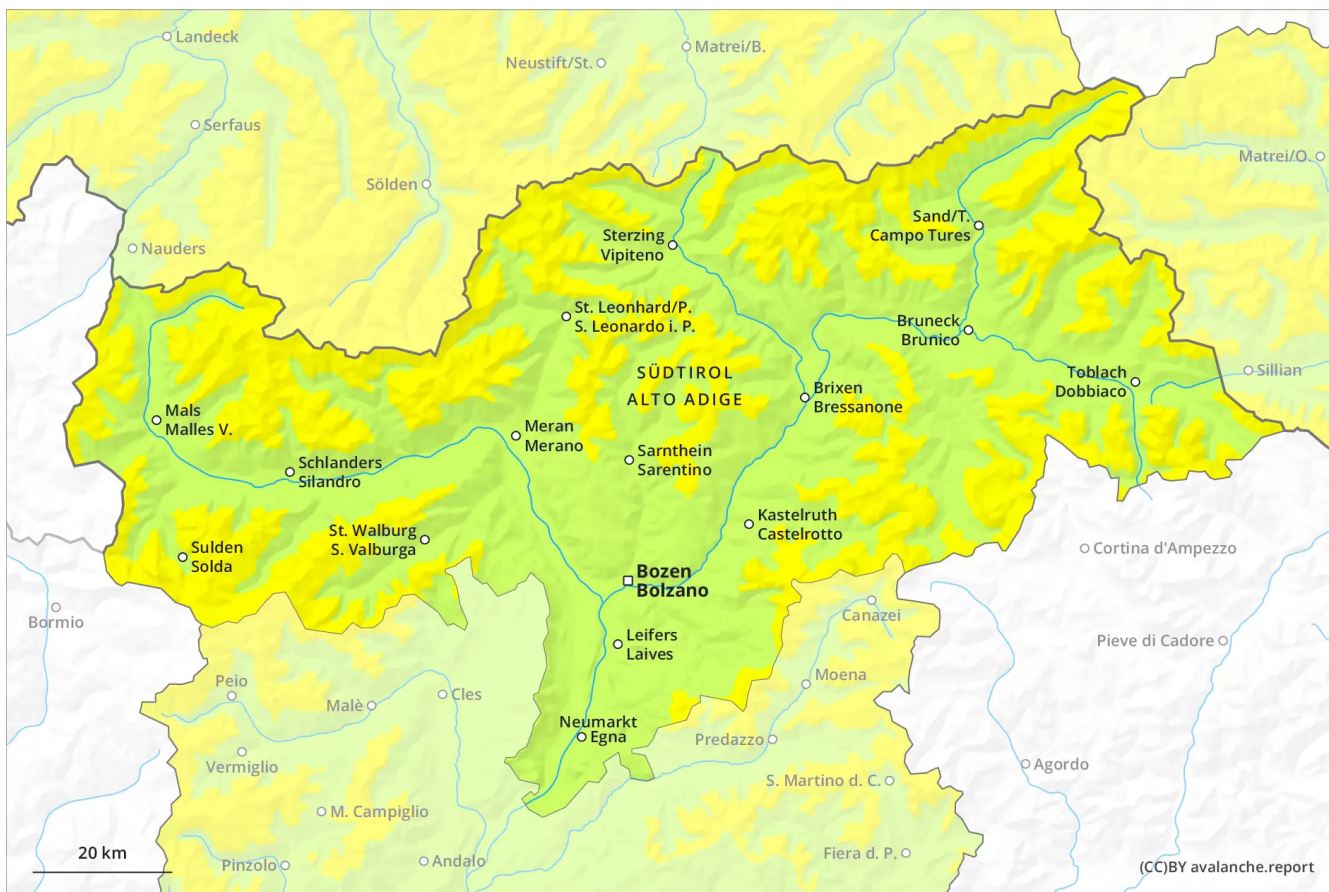 Landeck
Matrei/B.
Neustift/St.
Serfaus
Matrei/O.
Sölden
Sand/T.
Campo Tures
Sterzing
Vipiteno
Nauders
St. Leonhard/P.
S. Leonardo i. P.
Bruneck
Brunico
SÜDTIROL
ALTO ADIGE
Toblach
Dobbiaco
Sillian
Brixen
Bressanone
Mals
Malles V.
Meran
Merano
Sarnthein
Sarentino
Schlanders
Silandro
Kastelruth
Castelrotto
St. Walburg
S. Valburga
Sulden
Solda
Cortina d'Ampezzo
Bozen
Bolzano
Bormio
Canazei
Leifers
Laives
Pieve di Cadore
Peio
Moena
Malè
Cles
Neumarkt
Egna
Predazzo
Vermiglio
Agordo
S. Martino d. C.
M. Campiglio
20 km
Andalo
Fiera d. P.
Pinzolo
(CC)BY avalanche.report